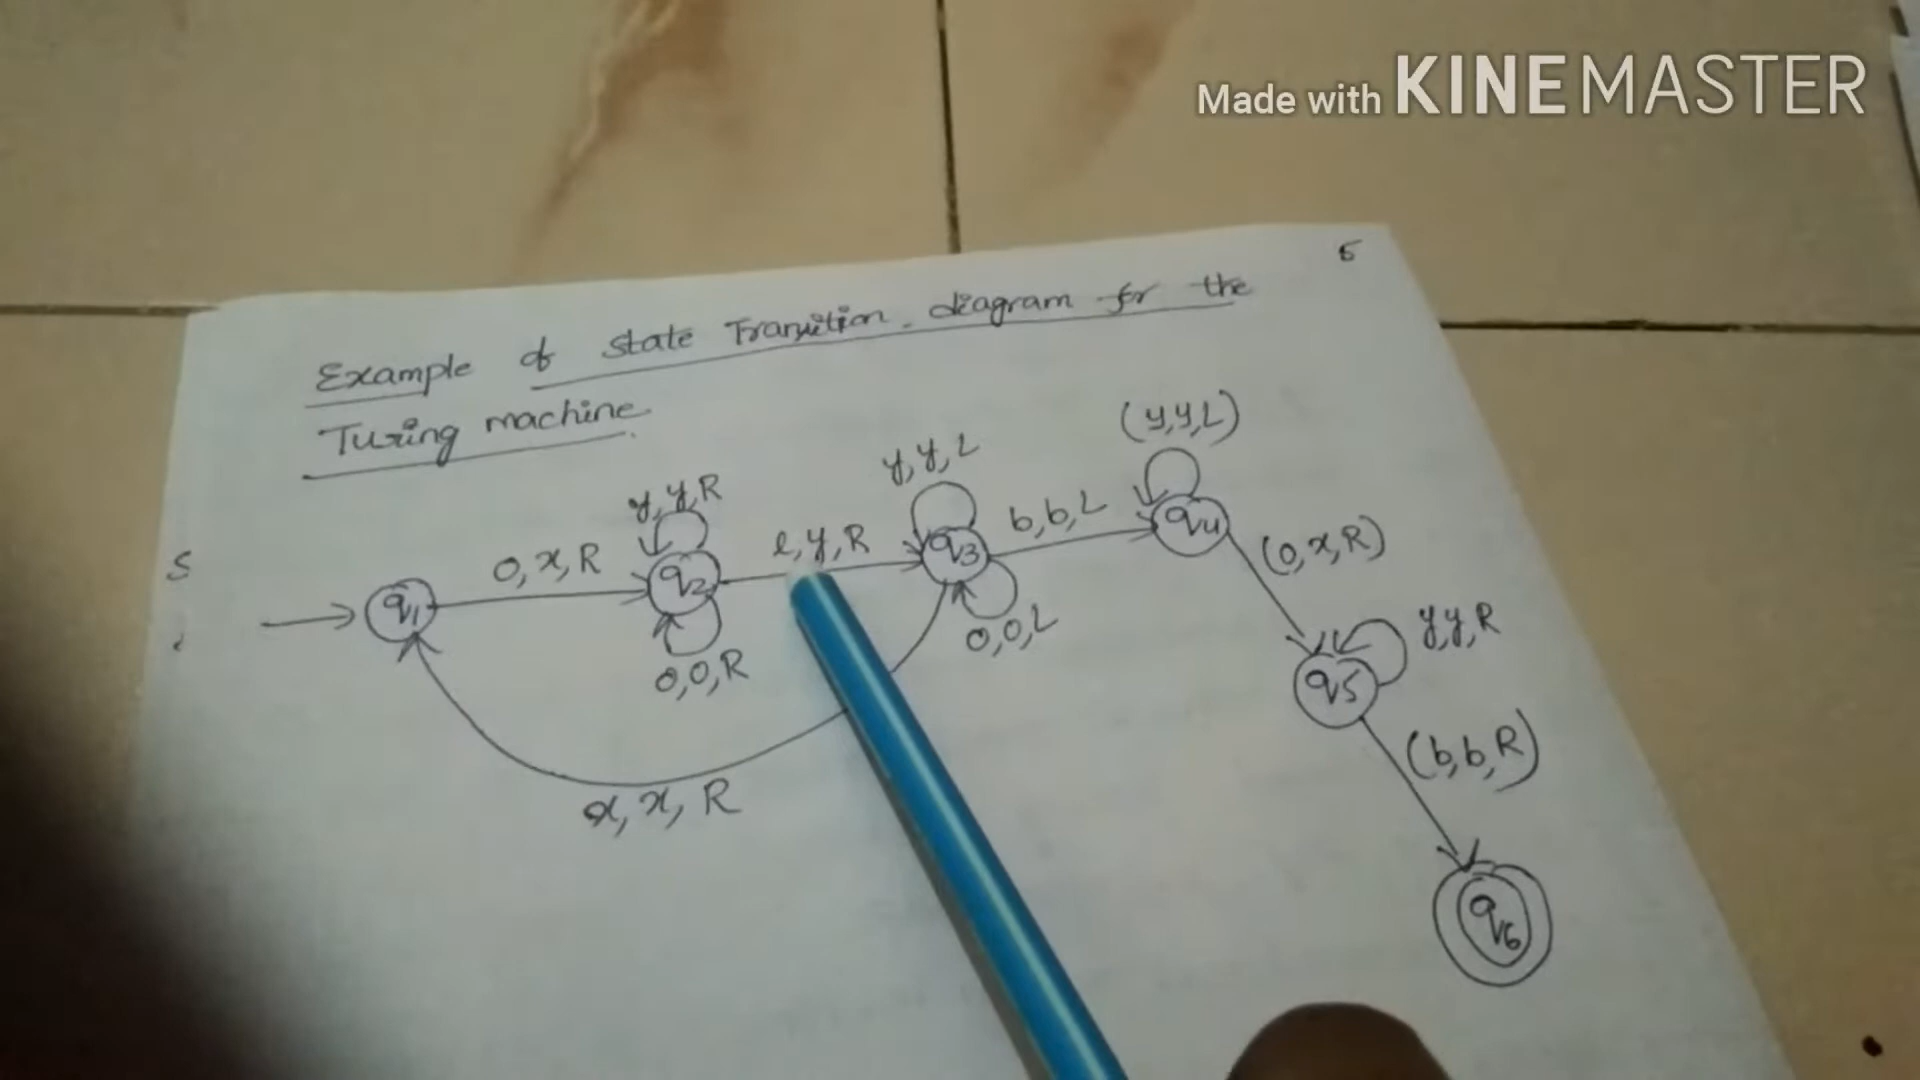 Made with KINEMASTER
5
Example of state Transition diagram for the
Turing machine.
(y,y,L)
y, y, L
y, y, R
b, b, L
q4
l, y, R
q3
(0,x,R)
0, x, R
q2
q1
0,0,L
y,y,R
0,0,R
q5
(b,b,R)
x, x, R
q6